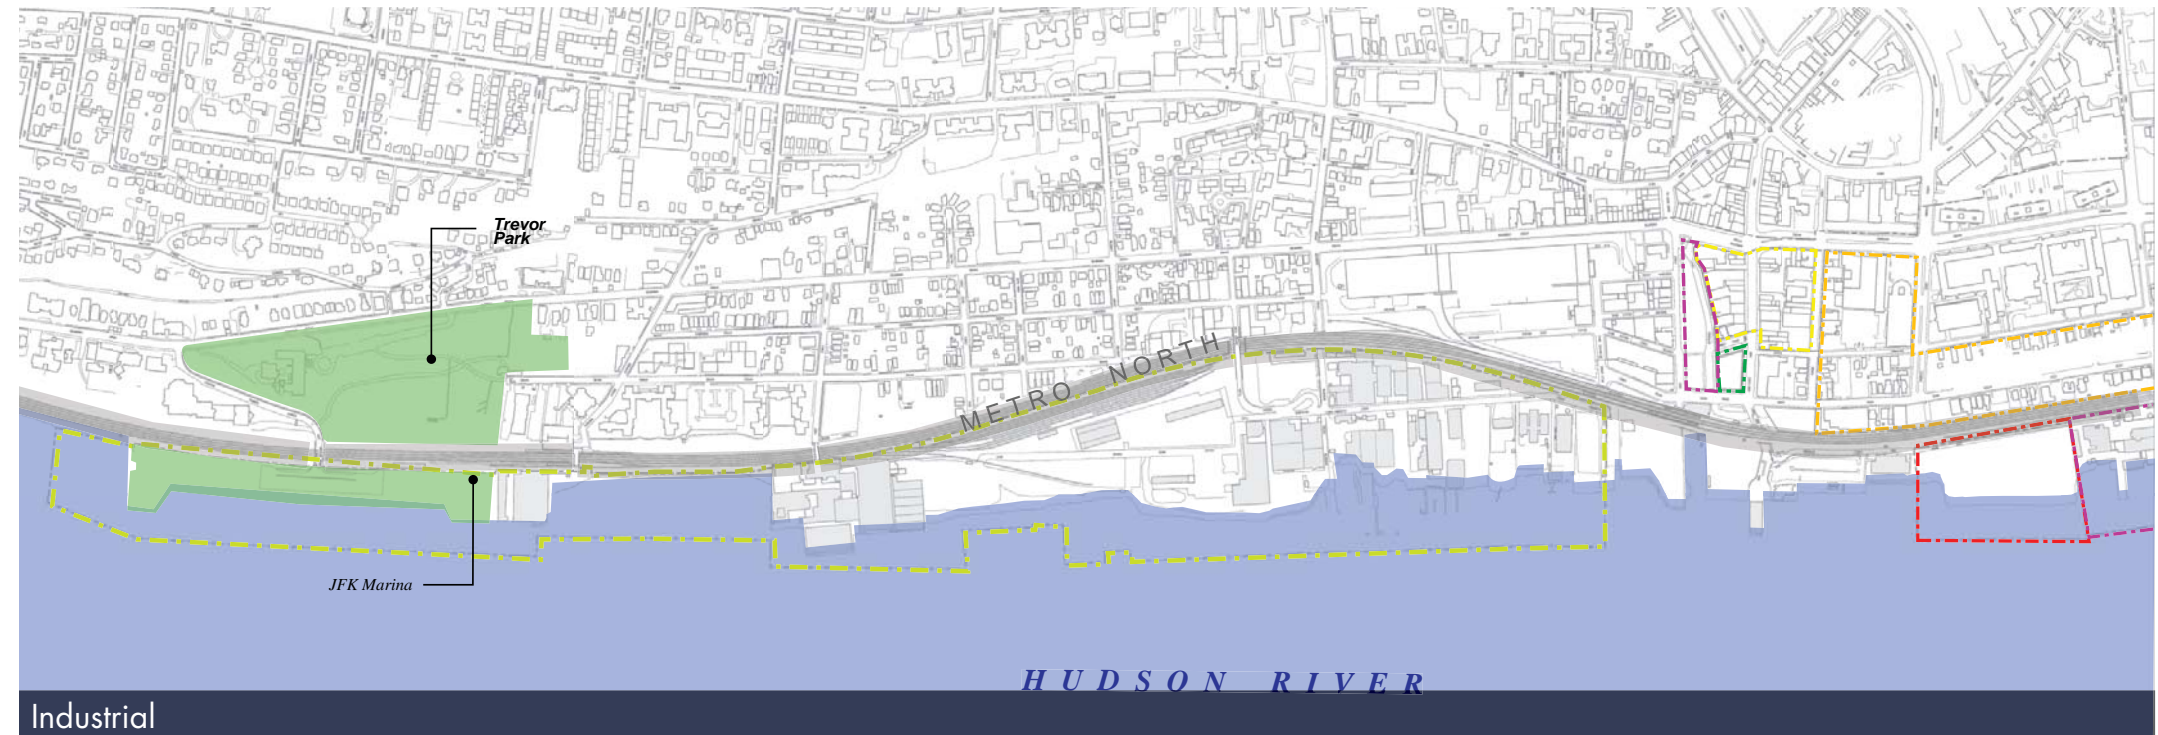 Trevor
Park
METRO NORTH
JFK Marina
HUDSON RIVER
Industrial